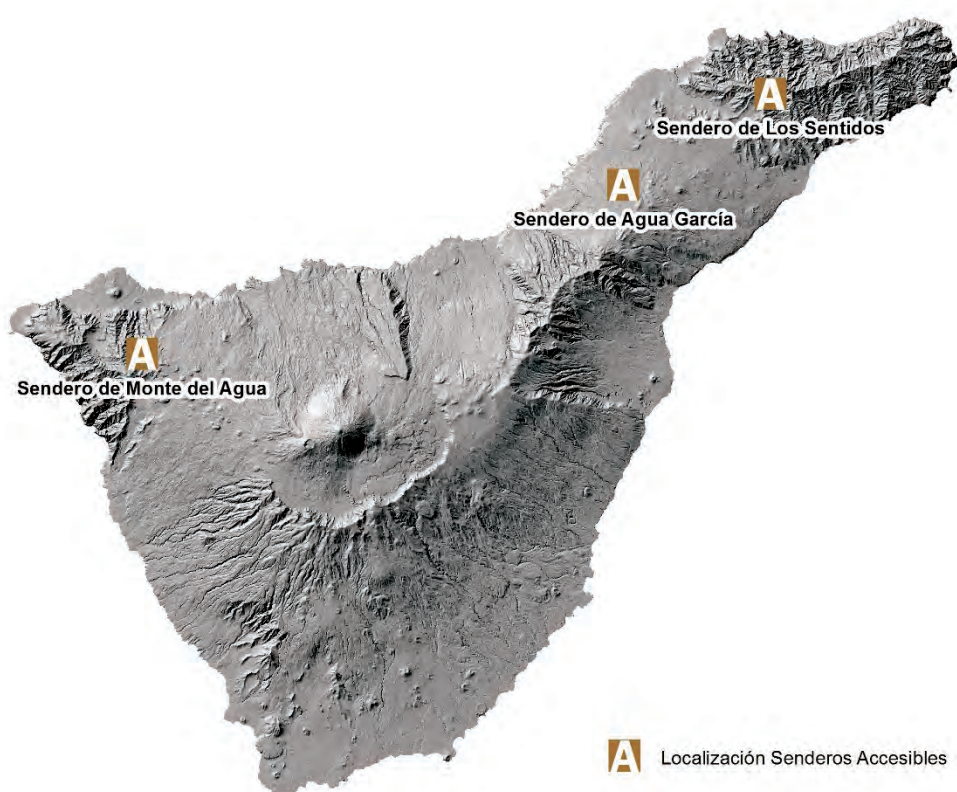 A
Sendero de Los Sentidos
A
Sendero de Agua García
A
Sendero de Monte del Agua
A Localización Senderos Accesibles